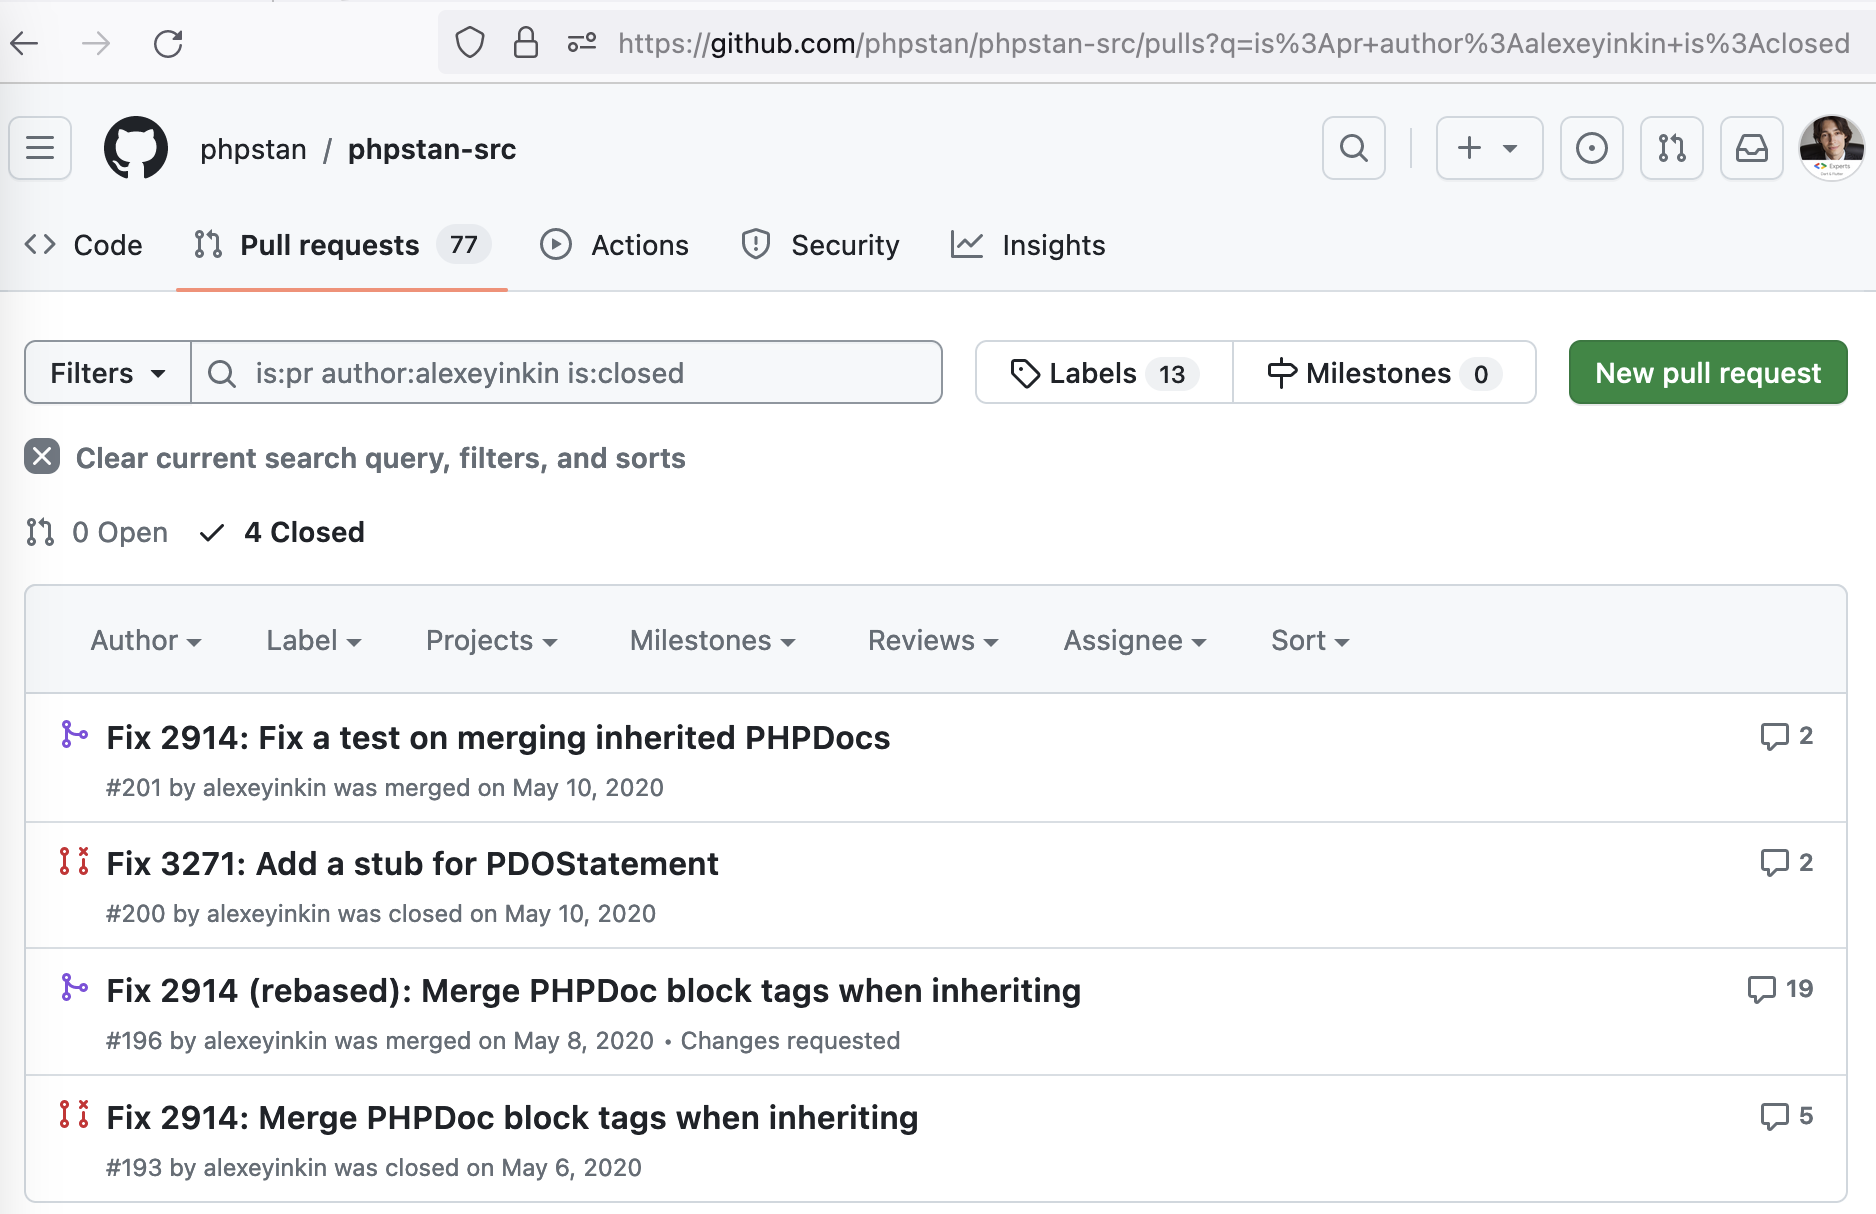 https://github.com/phpstan/phpstan-src/pulls?q=is%3Apr+author%3Aalexeyinkin+is%3Aclosed
phpstan / phpstan-src
Experts
Code Pull requests 77 Actions Security Insights
Filters is:pr author:alexeyinkin is:closed Labels 13 Milestones 0 New pull request
Clear current search query, filters, and sorts
0 Open 4 Closed
Author Label Projects Milestones Reviews Assignee Sort
Fix 2914: Fix a test on merging inherited PHPDocs 2
#201 by alexeyinkin was merged on May 10, 2020
Fix 3271: Add a stub for PDOStatement 2
#200 by alexeyinkin was closed on May 10, 2020
Fix 2914 (rebased): Merge PHPDoc block tags when inheriting 19
#196 by alexeyinkin was merged on May 8, 2020 • Changes requested
Fix 2914: Merge PHPDoc block tags when inheriting 5
#193 by alexeyinkin was closed on May 6, 2020